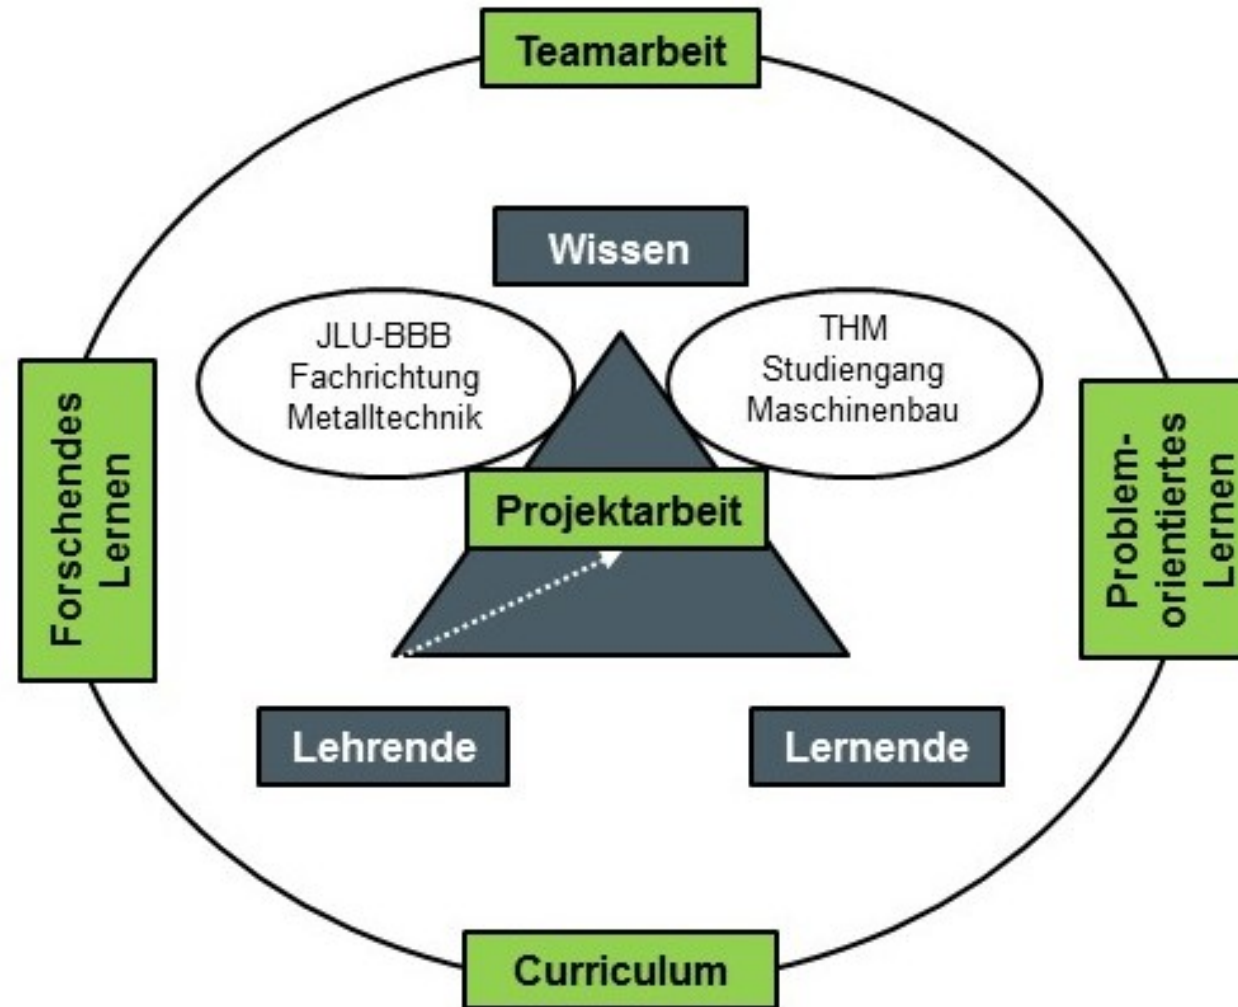 Teamarbeit
Wissen
JLU-BBB
Fachrichtung
Metalltechnik
THM
Studiengang
Maschinenbau
Forschendes
Lernen
Projektarbeit
Problem-
orientiertes
Lernen
Lehrende
Lernende
Curriculum